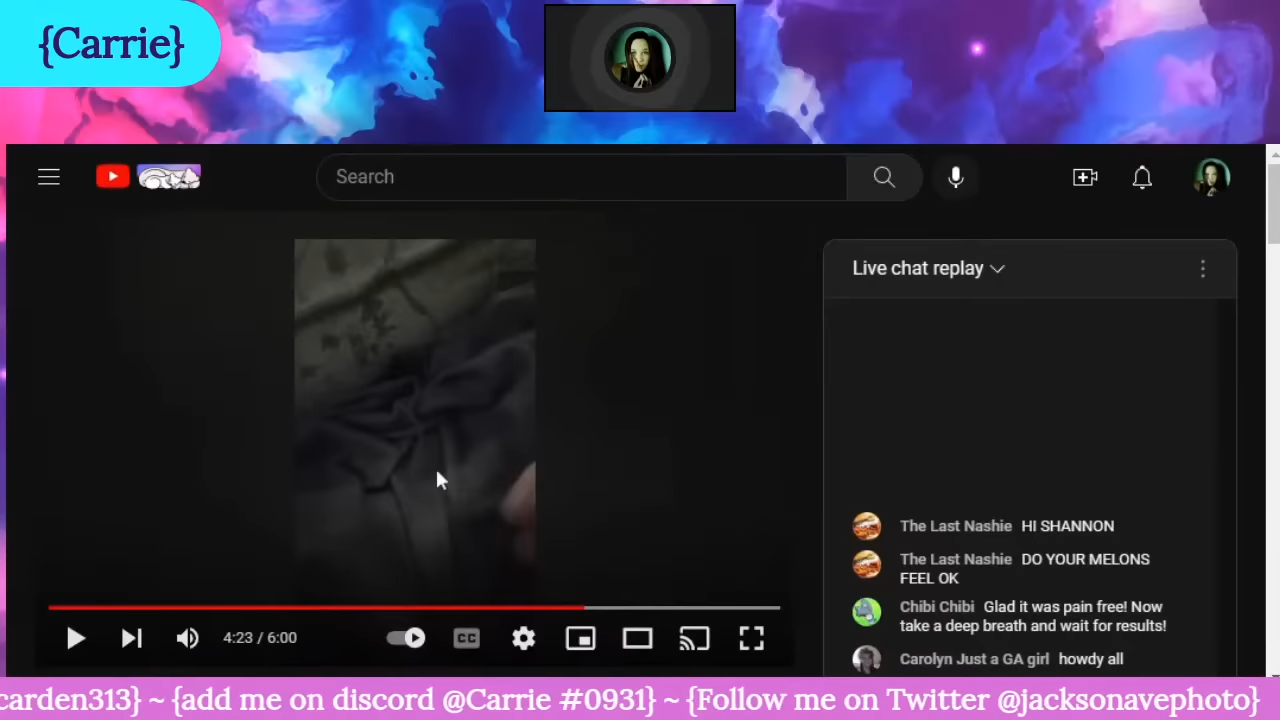 {Carrie}
Search
Live chat replay
The Last Nashie HI SHANNON
The Last Nashie DO YOUR MELONS
FEEL OK
Chibi Chibi Glad it was pain free! Now
take a deep breath and wait for results!
Carolyn Just a GA girl howdy all
4:23 / 6:00
CC
carden313} ~ {add me on discord @Carrie #0931} ~ {Follow me on Twitter @jacksonavephoto}